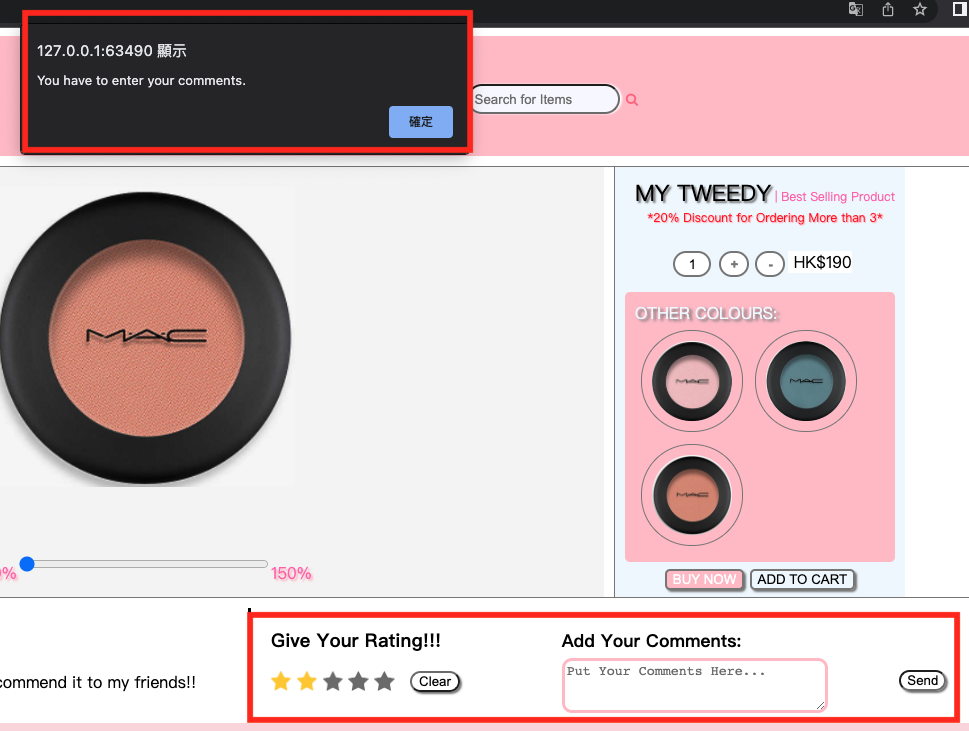 127.0.0.1:63490 顯示
You have to enter your comments.
確定
Search for Items
MY TWEEDY | Best Selling Product
*20% Discount for Ordering More than 3*
1 + - HK$190
OTHER COLOURS:
MAC
MAC MAC
MAC
% 150%
BUY NOW ADD TO CART
Give Your Rating!!! Add Your Comments:
commend it to my friends!! Clear Put Your Comments Here... Send